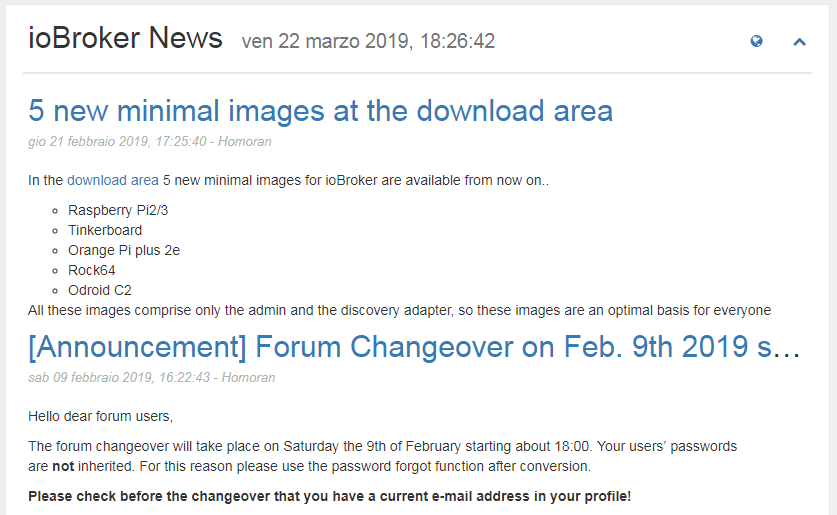 ioBroker News ven 22 marzo 2019, 18:26:42
5 new minimal images at the download area
gio 21 febbraio 2019, 17:25:40 - Homoran
In the download area 5 new minimal images for ioBroker are available from now on..
Raspberry Pi2/3
Tinkerboard
Orange Pi plus 2e
Rock64
Odroid C2
All these images comprise only the admin and the discovery adapter, so these images are an optimal basis for everyone
[Announcement] Forum Changeover on Feb. 9th 2019 s...
sab 09 febbraio 2019, 16:22:43 - Homoran
Hello dear forum users,
The forum changeover will take place on Saturday the 9th of February starting about 18:00. Your users’ passwords
are not inherited. For this reason please use the password forgot function after conversion.
Please check before the changeover that you have a current e-mail address in your profile!